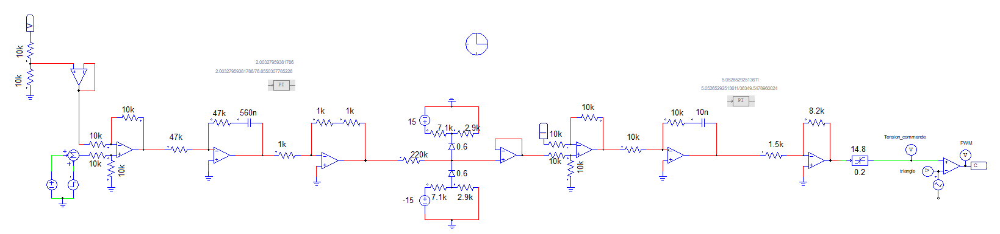 V
10k
10k
2.00327959381786
2.00327959381786/76.8550307785226
PI
5.05265292513611
5.05265292513611/36349.5478960024
PI
10k
47k
560n
1k
1k
15
7.1k
2.9k
10k
10k
10n
8.2k
10k
10k
10k
47k
1k
220k
0.6
0.6
-15
7.1k
2.9k
I
10k
10k
10k
10k
1.5k
14.8
0.2
Tension_commande
V
triangle
V
PWM
V
C